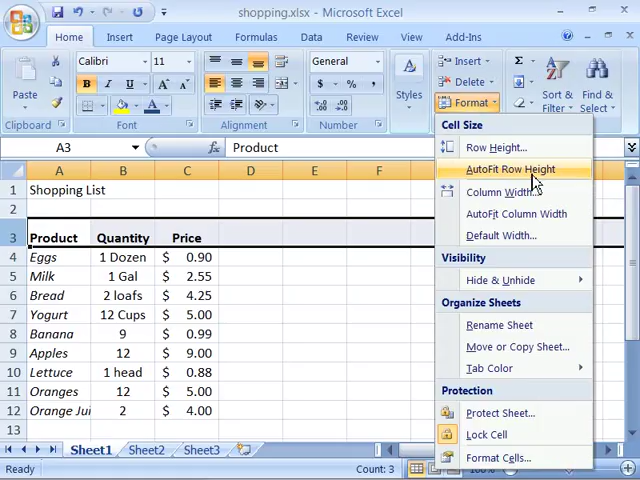 shopping.xlsx - Microsoft Excel
Home Insert Page Layout Formulas Data Review View Add-Ins
Paste
Clipboard
Calibri 11
B I U A A
A
Font
Alignment
General
$ % ,
Number
Styles
Insert
Delete
Format
Σ
Sort &
Filter
Find &
Select
A3 fx Product
A B C D E F
1 Shopping List
2
3 Product Quantity Price
4 Eggs 1 Dozen $ 0.90
5 Milk 1 Gal $ 2.55
6 Bread 2 loafs $ 4.25
7 Yogurt 12 Cups $ 5.00
8 Banana 9 $ 0.99
9 Apples 12 $ 9.00
10 Lettuce 1 head $ 0.88
11 Oranges 12 $ 5.00
12 Orange Jui 2 $ 4.00
13
Cell Size
Row Height...
AutoFit Row Height
Column Width...
AutoFit Column Width
Default Width...
Visibility
Hide & Unhide
Organize Sheets
Rename Sheet
Move or Copy Sheet...
Tab Color
Protection
Protect Sheet...
Lock Cell
Format Cells...
Sheet1 Sheet2 Sheet3
Ready Count: 3 100%